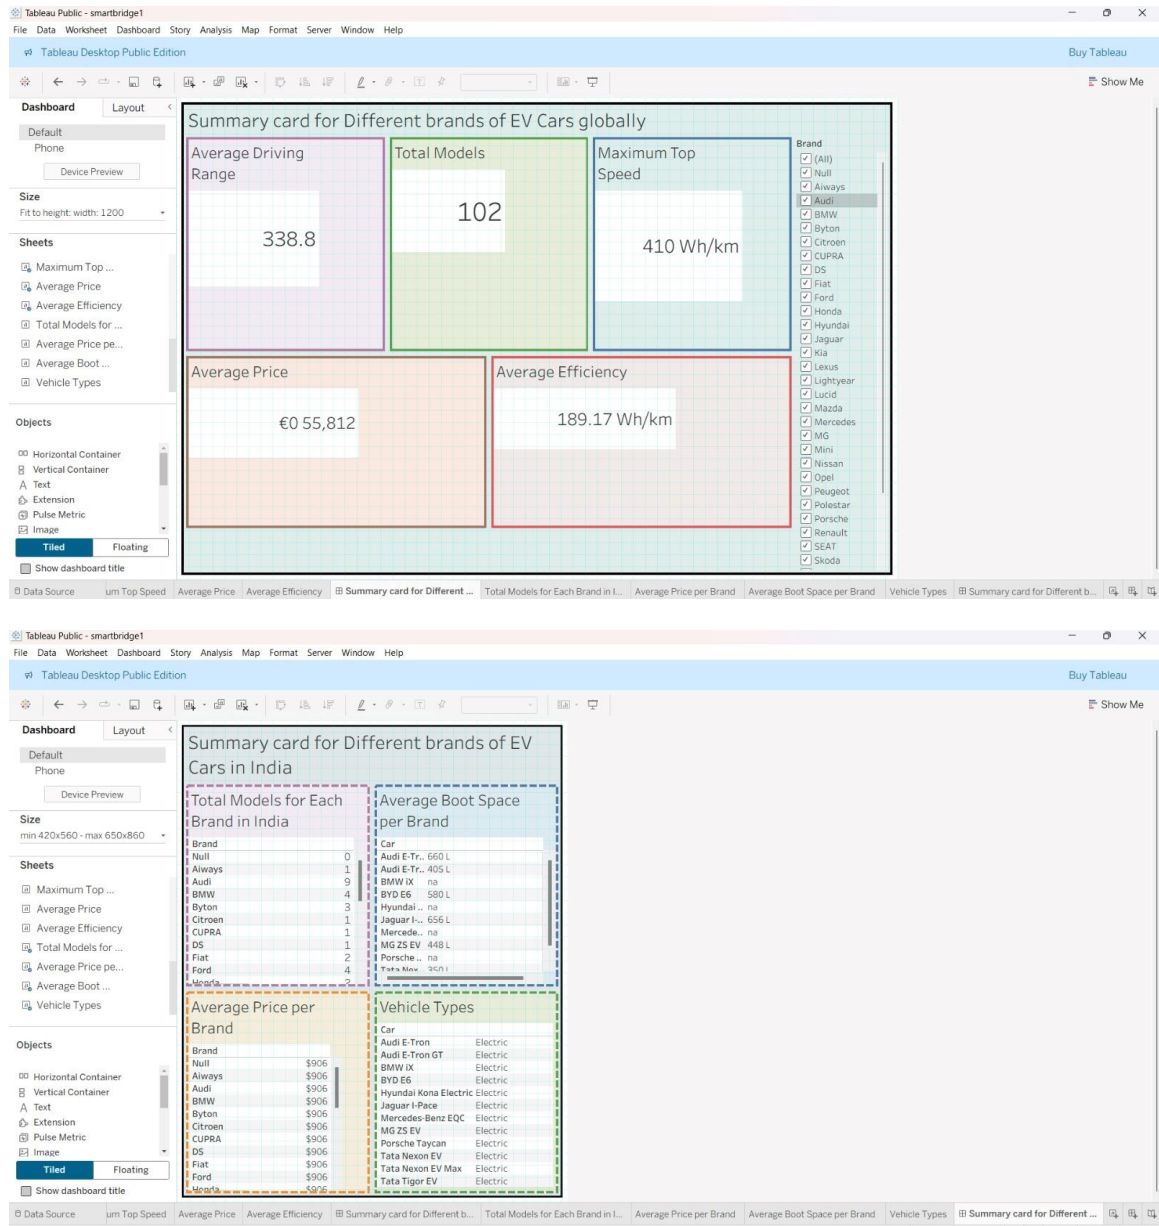 Tableau Public - smartbridge1
File Data Worksheet Dashboard Story Analysis Map Format Server Window Help
Tableau Desktop Public Edition
Buy Tableau
Show Me
Dashboard Layout
Default
Phone
Device Preview
Size
Fit to height: width: 1200
Sheets
Maximum Top ...
Average Price
Average Efficiency
Total Models for ...
Average Price pe...
Average Boot ...
Vehicle Types
Objects
Horizontal Container
Vertical Container
Text
Extension
Pulse Metric
Image
Tiled Floating
Show dashboard title
Summary card for Different brands of EV Cars globally
Average Driving
Range
338.8
Total Models
102
Maximum Top
Speed
410 Wh/km
Average Price
€0 55,812
Average Efficiency
189.17 Wh/km
Brand
(All)
Null
Aiways
Audi
BMW
Byton
Citroen
CUPRA
DS
Fiat
Ford
Honda
Hyundai
Jaguar
Kia
Lexus
Lightyear
Lucid
Mazda
Mercedes
MG
Mini
Nissan
Opel
Peugeot
Polestar
Porsche
Renault
SEAT
Skoda
Data Source um Top Speed Average Price Average Efficiency Summary card for Different ... Total Models for Each Brand in I... Average Price per Brand Average Boot Space per Brand Vehicle Types Summary card for Different b...
Tableau Public - smartbridge1
File Data Worksheet Dashboard Story Analysis Map Format Server Window Help
Tableau Desktop Public Edition
Buy Tableau
Show Me
Dashboard Layout
Default
Phone
Device Preview
Size
min 420x560 - max 650x860
Sheets
Maximum Top ...
Average Price
Average Efficiency
Total Models for ...
Average Price pe...
Average Boot ...
Vehicle Types
Objects
Horizontal Container
Vertical Container
Text
Extension
Pulse Metric
Image
Tiled Floating
Show dashboard title
Summary card for Different brands of EV
Cars in India
Total Models for Each
Brand in India
Brand
Null 0
Aiways 1
Audi 9
BMW 4
Byton 3
Citroen 1
CUPRA 1
DS 1
Fiat 2
Ford 4
Honda 2
Average Boot Space
per Brand
Car
Audi E-Tr.. 660 L
Audi E-Tr.. 405 L
BMW iX na
BYD E6 580 L
Hyundai .. na
Jaguar I-.. 656 L
Mercede.. na
MG ZS EV 448 L
Porsche .. na
Tata Nex.. 350 L
Average Price per
Brand
Brand
Null $906
Aiways $906
Audi $906
BMW $906
Byton $906
Citroen $906
CUPRA $906
DS $906
Fiat $906
Ford $906
Honda $906
Vehicle Types
Car
Audi E-Tron Electric
Audi E-Tron GT Electric
BMW iX Electric
BYD E6 Electric
Hyundai Kona Electric Electric
Jaguar I-Pace Electric
Mercedes-Benz EQC Electric
MG ZS EV Electric
Porsche Taycan Electric
Tata Nexon EV Electric
Tata Nexon EV Max Electric
Tata Tigor EV Electric
Data Source um Top Speed Average Price Average Efficiency Summary card for Different b... Total Models for Each Brand in I... Average Price per Brand Average Boot Space per Brand Vehicle Types Summary card for Different ...